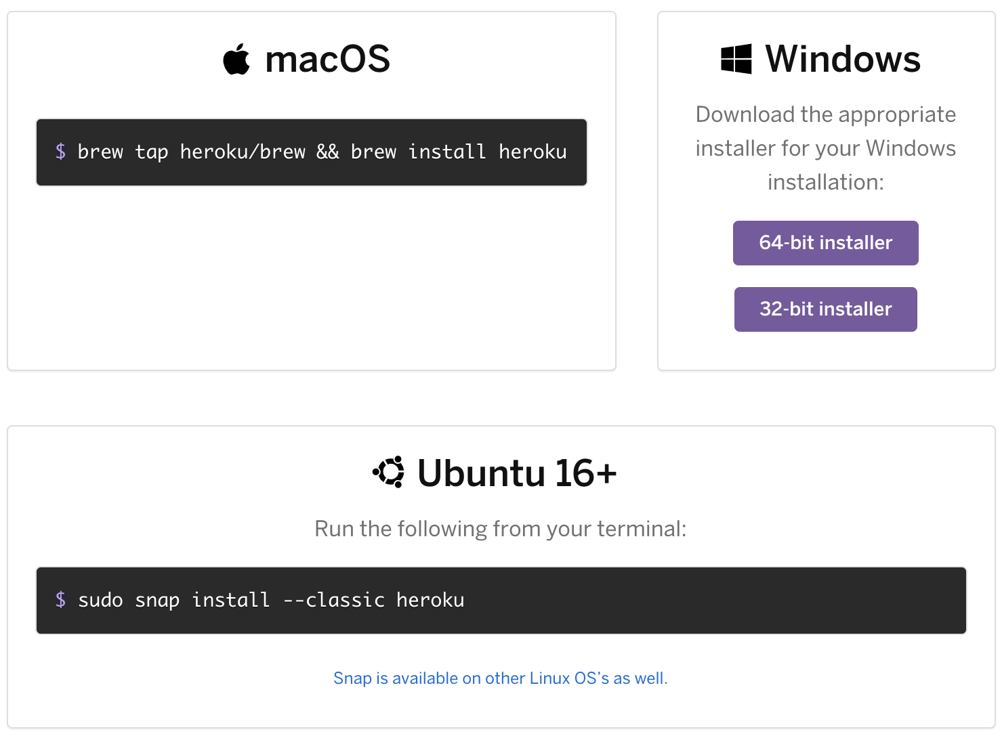 macOS
$ brew tap heroku/brew && brew install heroku
Windows
Download the appropriate
installer for your Windows
installation:
64-bit installer
32-bit installer
Ubuntu 16+
Run the following from your terminal:
$ sudo snap install --classic heroku
Snap is available on other Linux OS’s as well.